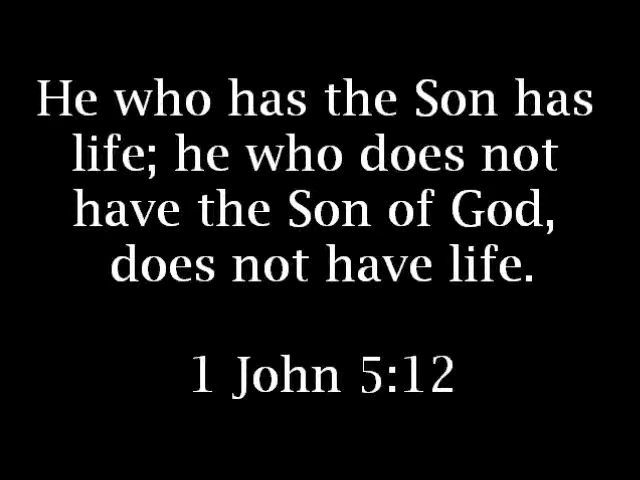 He who has the Son has
life; he who does not
have the Son of God,
does not have life.
1 John 5:12